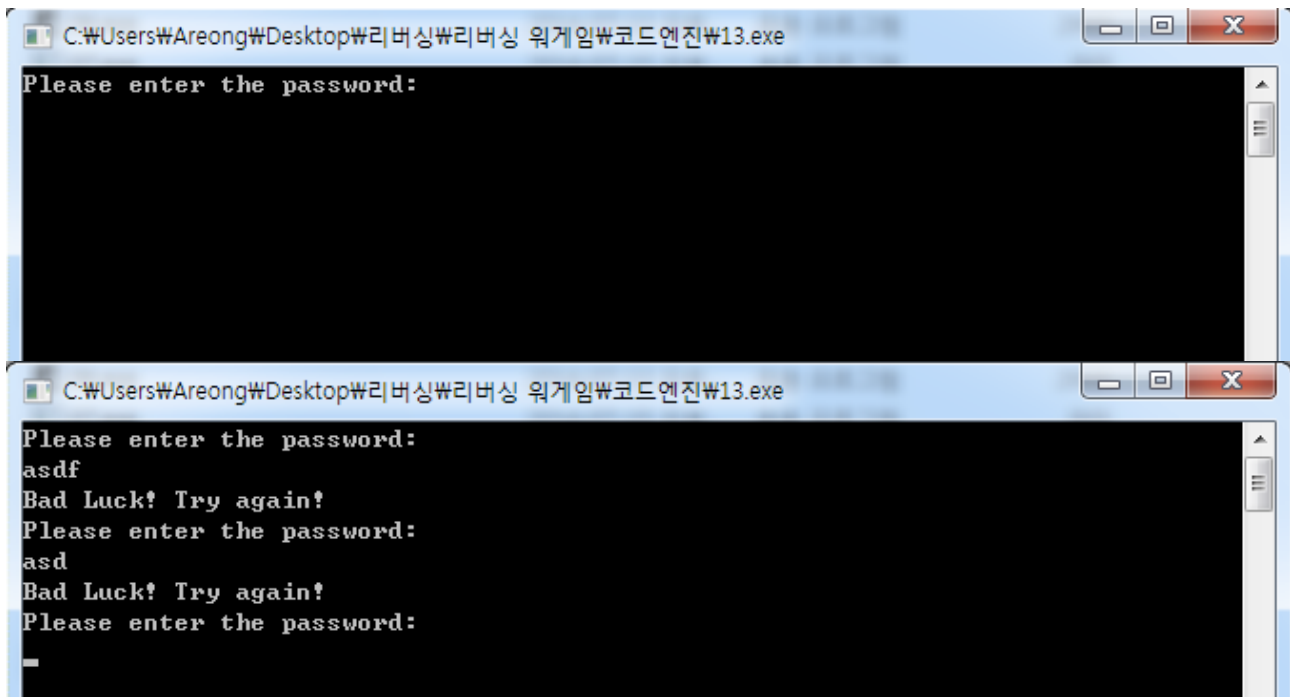 C:₩Users₩Areong₩Desktop₩리버싱₩리버싱 워게임₩코드엔진₩13.exe
Please enter the password:
C:₩Users₩Areong₩Desktop₩리버싱₩리버싱 워게임₩코드엔진₩13.exe
Please enter the password:
asdf
Bad Luck! Try again!
Please enter the password:
asd
Bad Luck! Try again!
Please enter the password: